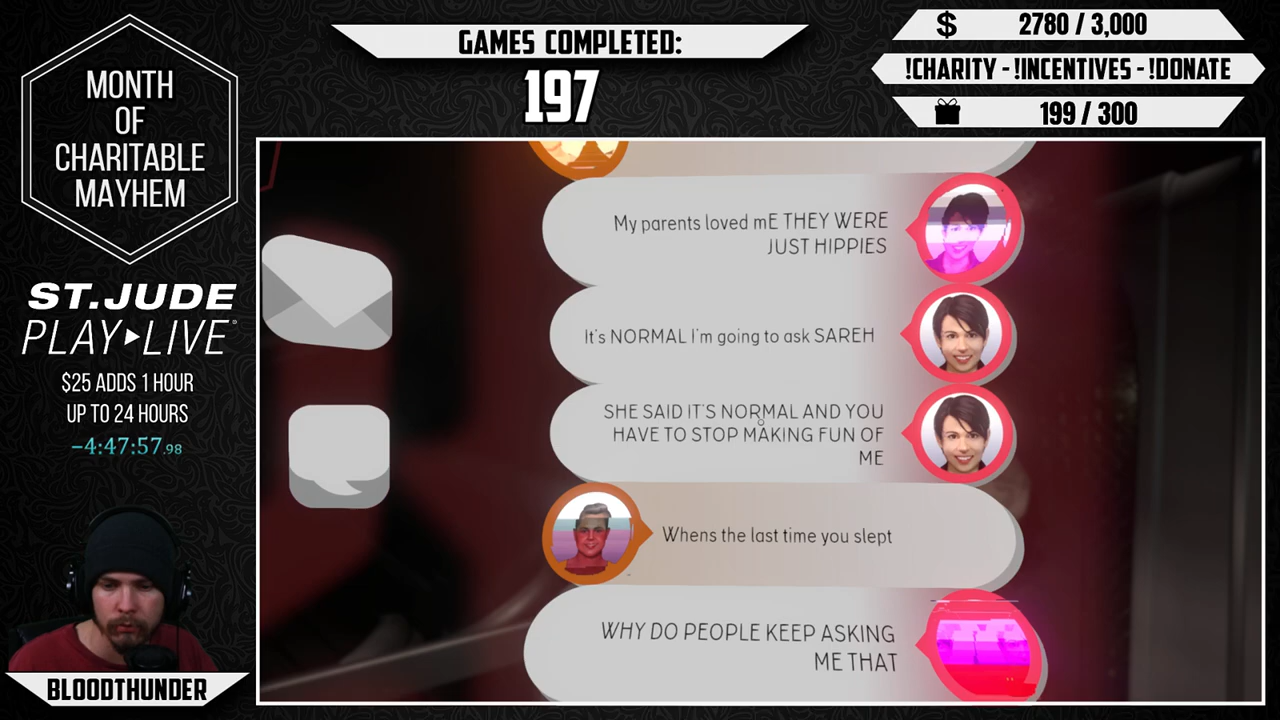 MONTH
OF
CHARITABLE
MAYHEM
GAMES COMPLETED:
197
$ 2780 / 3,000
!CHARITY - !INCENTIVES - !DONATE
199 / 300
ST.JUDE
PLAY LIVE
$25 ADDS 1 HOUR
UP TO 24 HOURS
-4:47:57.98
BLOODTHUNDER
My parents loved mE THEY WERE
JUST HIPPIES
It's NORMAL I'm going to ask SAREH
SHE SAID IT'S NORMAL AND YOU
HAVE TO STOP MAKING FUN OF
ME
Whens the last time you slept
WHY DO PEOPLE KEEP ASKING
ME THAT